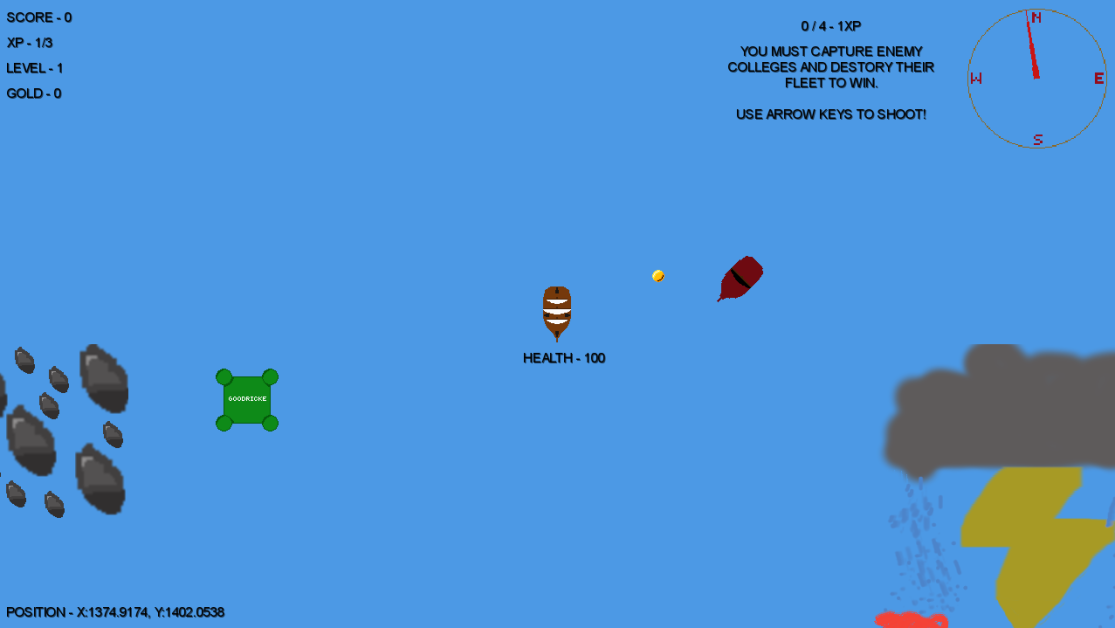 SCORE - 0
XP - 1/3
LEVEL - 1
GOLD - 0
0 / 4 - 1XP
YOU MUST CAPTURE ENEMY
COLLEGES AND DESTORY THEIR
FLEET TO WIN.
USE ARROW KEYS TO SHOOT!
N
W
E
S
HEALTH - 100
GOODRICKE
POSITION - X:1374.9174, Y:1402.0538